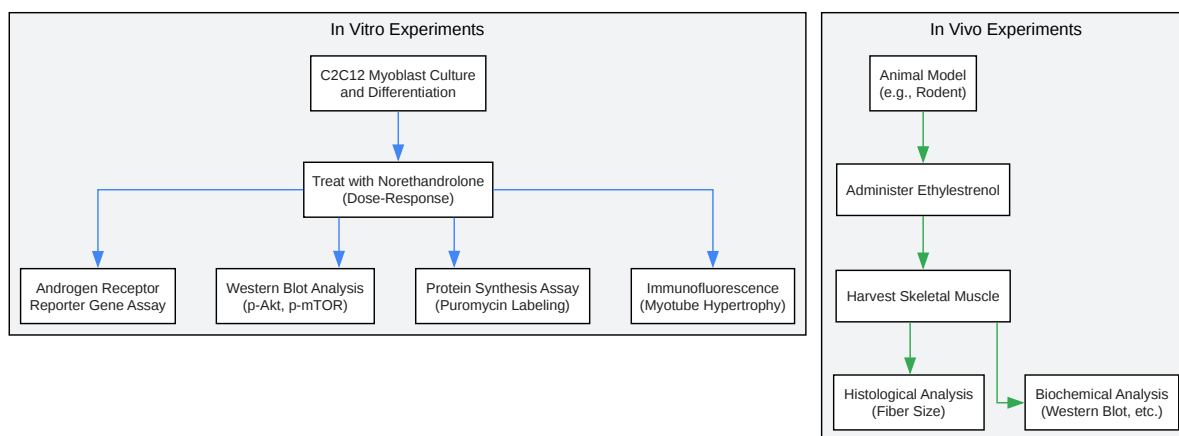 In Vitro Experiments
C2C12 Myoblast Culture
and Differentiation
Treat with Norethandrolone
(Dose-Response)
Androgen Receptor
Reporter Gene Assay
Western Blot Analysis
(p-Akt, p-mTOR)
Protein Synthesis Assay
(Puromycin Labeling)
Immunofluorescence
(Myotube Hypertrophy)
In Vivo Experiments
Animal Model
(e.g., Rodent)
Administer Ethylestrenol
Harvest Skeletal Muscle
Histological Analysis
(Fiber Size)
Biochemical Analysis
(Western Blot, etc.)